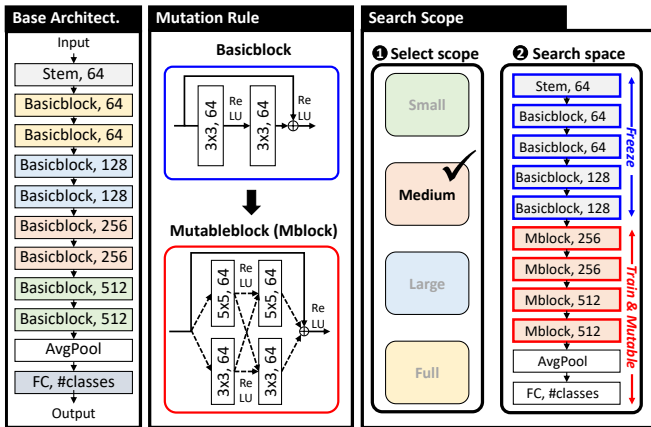 Base Architect.
Input
Stem, 64
Basicblock, 64
Basicblock, 64
Basicblock, 128
Basicblock, 128
Basicblock, 256
Basicblock, 256
Basicblock, 512
Basicblock, 512
AvgPool
FC, #classes
Output
Mutation Rule
Basicblock
3x3, 64
Re
LU
3x3, 64
Re
LU
Mutableblock (Mblock)
5x5, 64
Re
LU
5x5, 64
3x3, 64
Re
LU
3x3, 64
Re
LU
Search Scope
❶ Select scope
Small
Medium
Large
Full
❷ Search space
Stem, 64
Basicblock, 64
Basicblock, 64
Basicblock, 128
Basicblock, 128
Mblock, 256
Mblock, 256
Mblock, 512
Mblock, 512
AvgPool
FC, #classes
Freeze
Train & Mutable